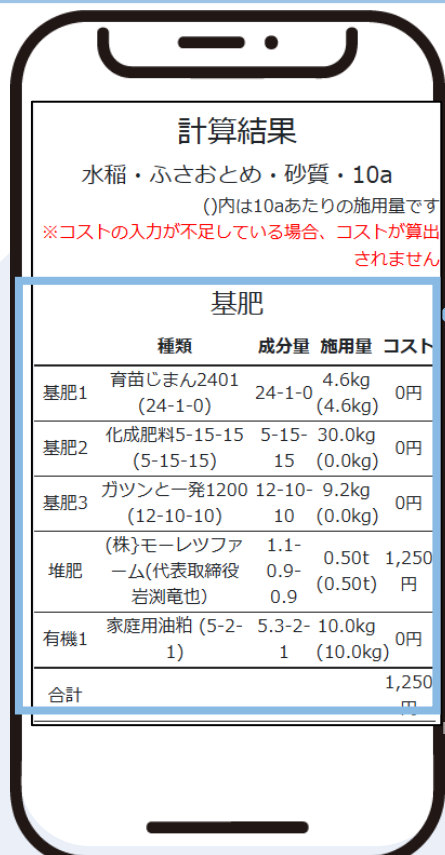 計算結果
水稲・ふさおとめ・砂質・10a
()内は10aあたりの施用量です
※コストの入力が不足している場合、コストが算出
されません
基肥
種類 成分量 施用量 コスト
基肥1 育苗じまん2401 (24-1-0) 24-1-0 4.6kg (4.6kg) 0円
基肥2 化成肥料5-15-15 (5-15-15) 5-15-15 30.0kg (0.0kg) 0円
基肥3 ガツンと一発1200 (12-10-10) 12-10-10 9.2kg (0.0kg) 0円
堆肥 (株}モーレツファーム(代表取締役岩渕竜也) 1.1-0.9-0.9 0.50t (0.50t) 1,250円
有機1 家庭用油粕 (5-2-1) 5.3-2-1 10.0kg (10.0kg) 0円
合計 1,250円